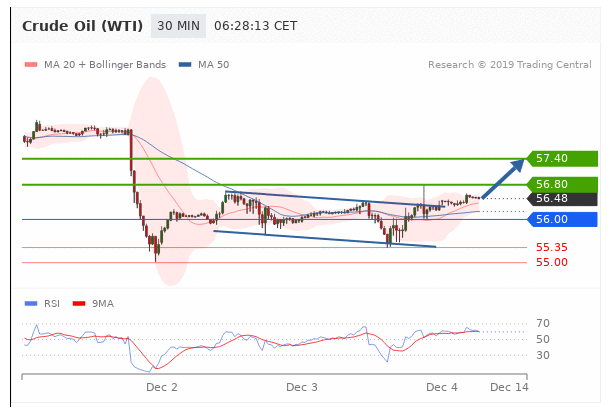 Crude Oil (WTI) 30 MIN 06:28:13 CET
MA 20 + Bollinger Bands MA 50 Research © 2019 Trading Central
57.40
56.80
56.48
56.00
55.35
55.00
RSI 9MA
70
50
30
Dec 2 Dec 3 Dec 4 Dec 14